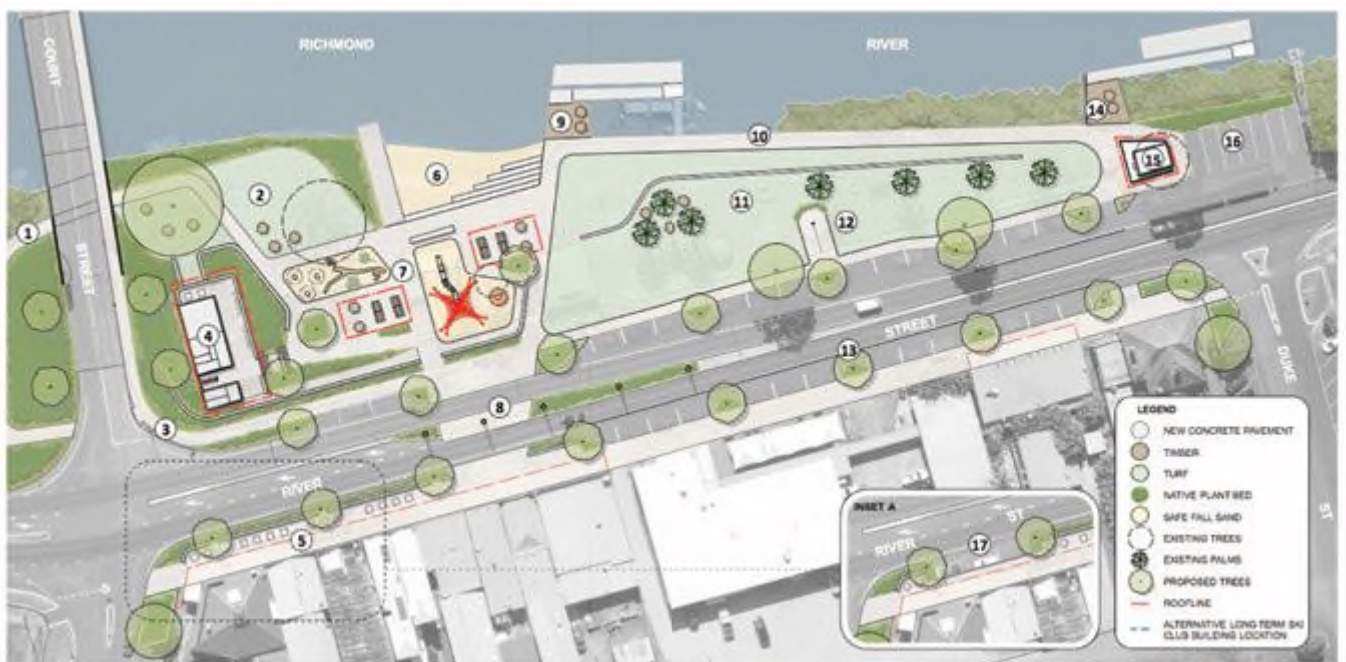 RICHMOND
RIVER
COURT
STREET
1
2
3
4
5
6
7
8
9
10
11
12
13
14
15
16
RIVER
STREET
DUKE
ST
INSET A
RIVER
ST
17
LEGEND
NEW CONCRETE PAVEMENT
TIMBER
TURF
NATIVE PLANT BED
SAFE FALL SAND
EXISTING TREES
EXISTING PALMS
PROPOSED TREES
ROOFLINE
ALTERNATIVE LONG-TERM SKI
CLUB BUILDING LOCATION